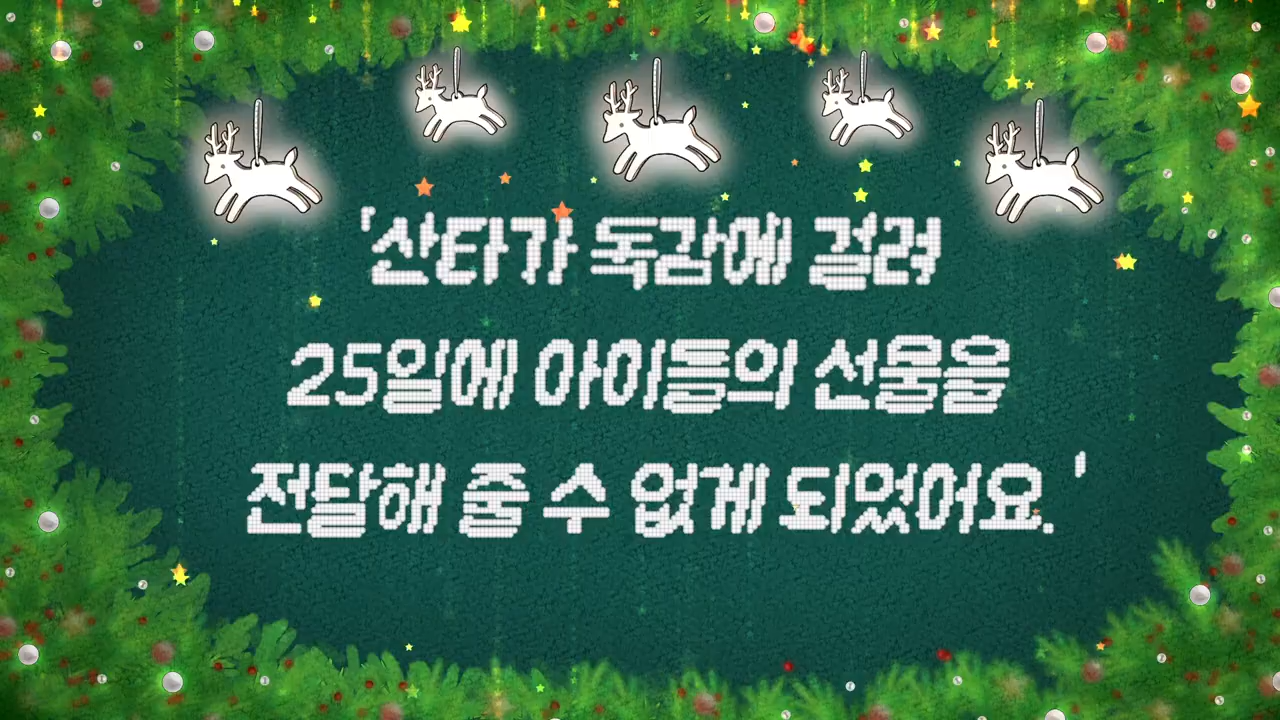 '산타가 독감에 걸려
25일에 아이들의 선물을
전달해 줄 수 없게 되었어요.'